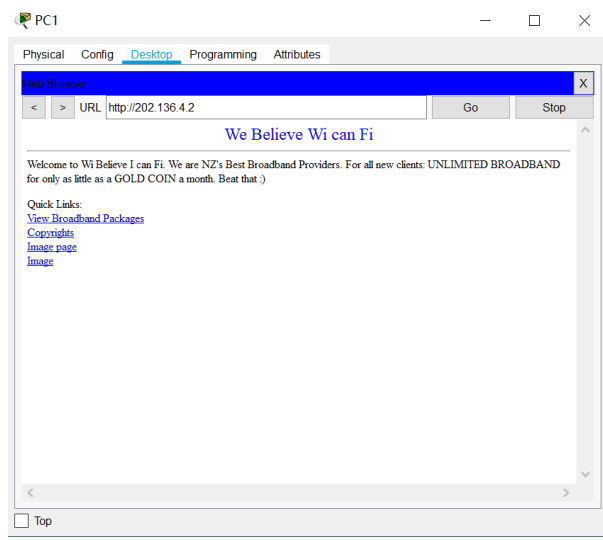 PC1
Physical Config Desktop Programming Attributes
Web Browser X
< > URL http://202.136.4.2 Go Stop
We Believe Wi can Fi
Welcome to Wi Believe I can Fi. We are NZ's Best Broadband Providers. For all new clients: UNLIMITED BROADBAND
for only as little as a GOLD COIN a month. Beat that :)
Quick Links:
View Broadband Packages
Copyrights
Image page
Image
Top